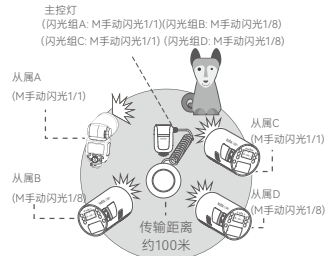 主控灯
(闪光组A: M手动闪光1/1)(闪光组B: M手动闪光1/8)
(闪光组C: M手动闪光1/1) (闪光组D: M手动闪光1/8)
从属A
(M手动闪光1/1)
从属C
(M手动闪光1/1)
从属B
(M手动闪光1/8)
从属D
(M手动闪光1/8)
传输距离
约100米